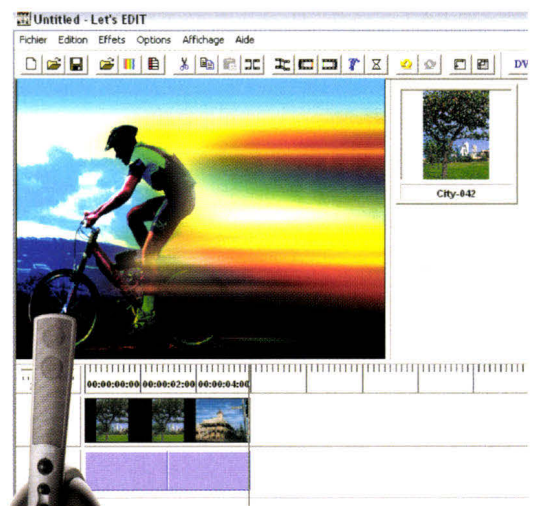 Untitled - Let's EDIT
Fichier Edition Effets Options Affichage Aide
DV
City-042
00:00:00:00 00:00:02:00 00:00:04:00